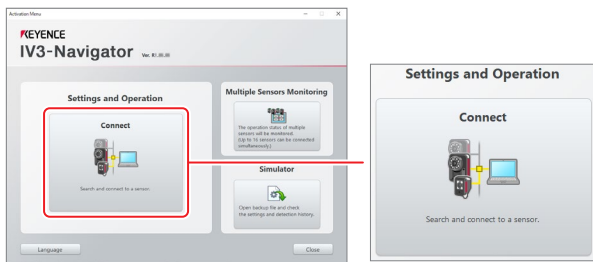 Activation Menu
KEYENCE
IV3-Navigator
Settings and Operation
Connect
Search and connect to a sensor.
Multiple Sensors Monitoring
The operation status of multiple
sensors will be monitored.
(Up to 16 sensors can be connected
simultaneously.)
Simulator
Open backup file and check
the settings and detection history.
Language
Close
Settings and Operation
Connect
Search and connect to a sensor.